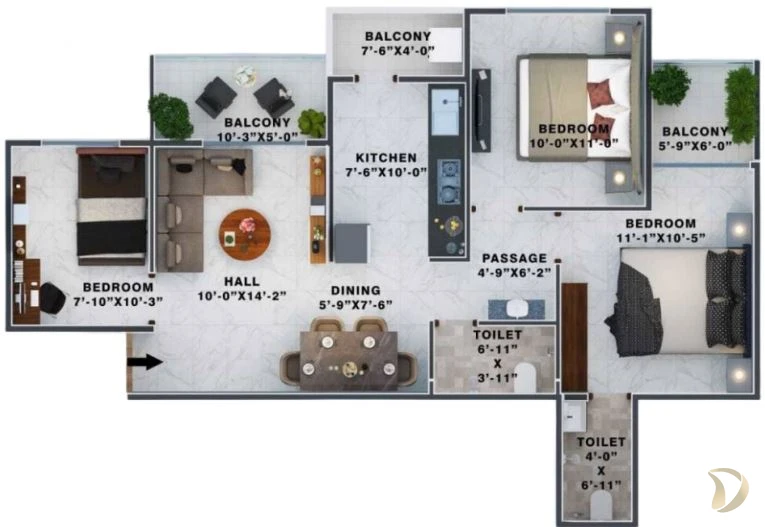 BALCONY
7'-6"X4'-0"
BALCONY
10'-3"X5'-0"
BEDROOM
10'-0"X11'-0"
BALCONY
5'-9"X6'-0"
KITCHEN
7'-6"X10'-0"
BEDROOM
11'-1"X10'-5"
PASSAGE
4'-9"X6'-2"
BEDROOM
7'-10"X10'-3"
HALL
10'-0"X14'-2"
DINING
5'-9"X7'-6"
TOILET
6'-11"
X
3'-11"
TOILET
4'-0"
X
6'-11"